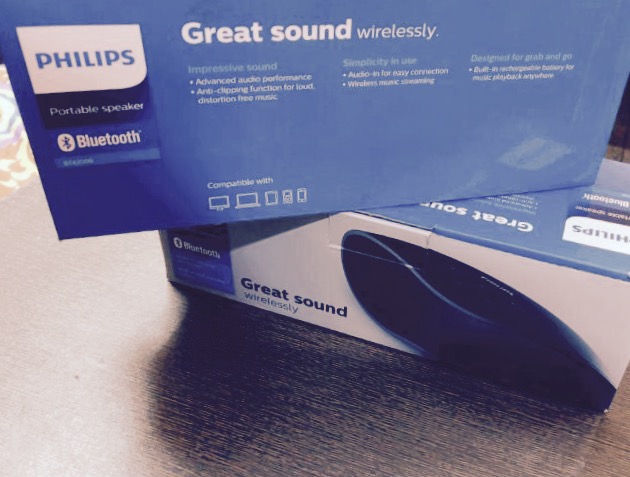 Great sound wirelessly.
PHILIPS
Portable speaker
Bluetooth
Impressive sound
• Advanced audio performance
• Anti-clipping function for loud,
distortion free music
Simplicity in use
• Audio-in for easy connection
• Wireless music streaming
Designed for grab and go
• Built-in rechargeable battery for
music playback anywhere
Compatible with
Bluetooth
Great sound
wirelessly
Great sou
PHILIPS
Bluetooth